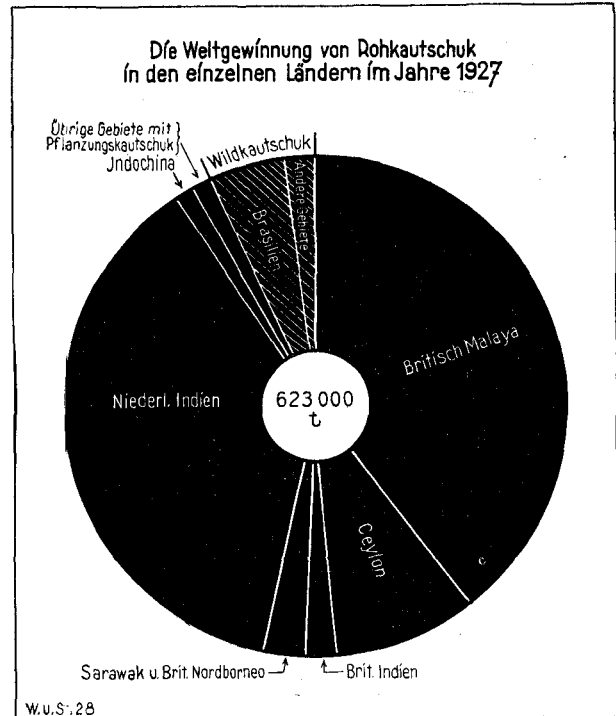 Die Weltgewinnung von Rohkautschuk
in den einzelnen Ländern im Jahre 1927
Übrige Gebiete mit
Pflanzungskautschuk
Jndochina
Wildkautschuk
Brasilien
Andere Gebiete
Britisch Malaya
Niederl. Indien
623 000
t
Ceylon
Sarawak u. Brit. Nordborneo
Brit. Indien
W.u.S.,28